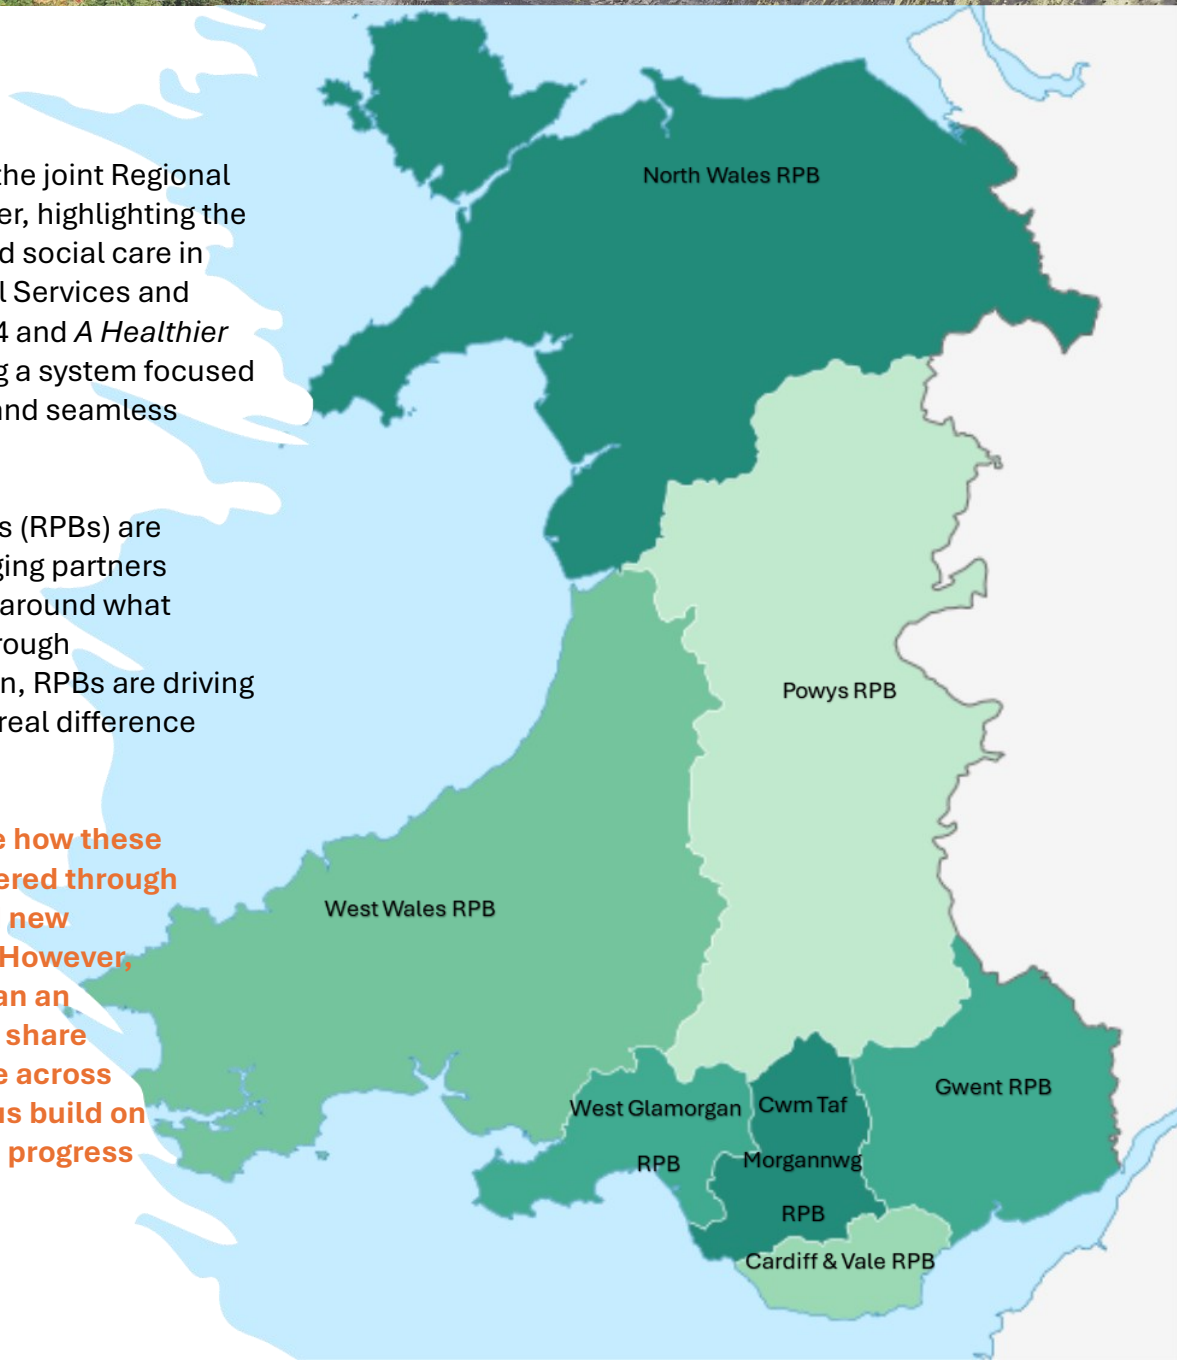 the joint Regional
er, highlighting the
d social care in
l Services and
4 and A Healthier
g a system focused
and seamless
s (RPBs) are
ging partners
around what
rough
n, RPBs are driving
real difference
e how these
ered through
new
However,
an an
share
e across
us build on
progress
North Wales RPB
Powys RPB
West Wales RPB
West Glamorgan
RPB
Cwm Taf
Morgannwg
RPB
Gwent RPB
Cardiff & Vale RPB